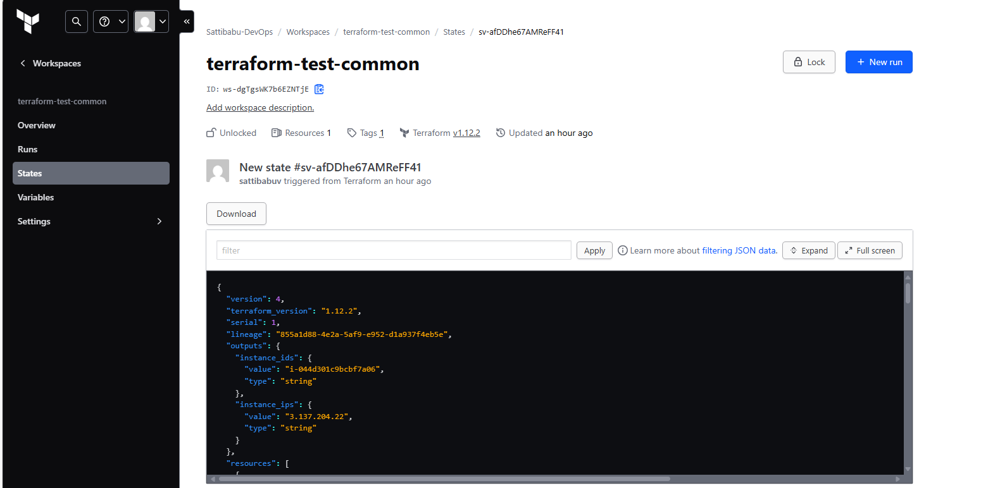 Workspaces
terraform-test-common
Overview
Runs
States
Variables
Settings
Sattibabu-DevOps / Workspaces / terraform-test-common / States / sv-afDDhe67AMReFF41
terraform-test-common
Lock
+ New run
ID: ws-dgTgsWK7b6EZNTjE
Add workspace description.
Unlocked Resources 1 Tags 1 Terraform v1.12.2 Updated an hour ago
New state #sv-afDDhe67AMReFF41
sattibabuv triggered from Terraform an hour ago
Download
filter Apply Learn more about filtering JSON data. Expand Full screen
{
"version": 4,
"terraform_version": "1.12.2",
"serial": 1,
"lineage": "855a1d88-4e2a-5af9-e952-d1a937f4eb5e",
"outputs": {
"instance_ids": {
"value": "i-044d301c9bcbf7a06",
"type": "string"
},
"instance_ips": {
"value": "3.137.204.22",
"type": "string"
}
},
"resources": [
{